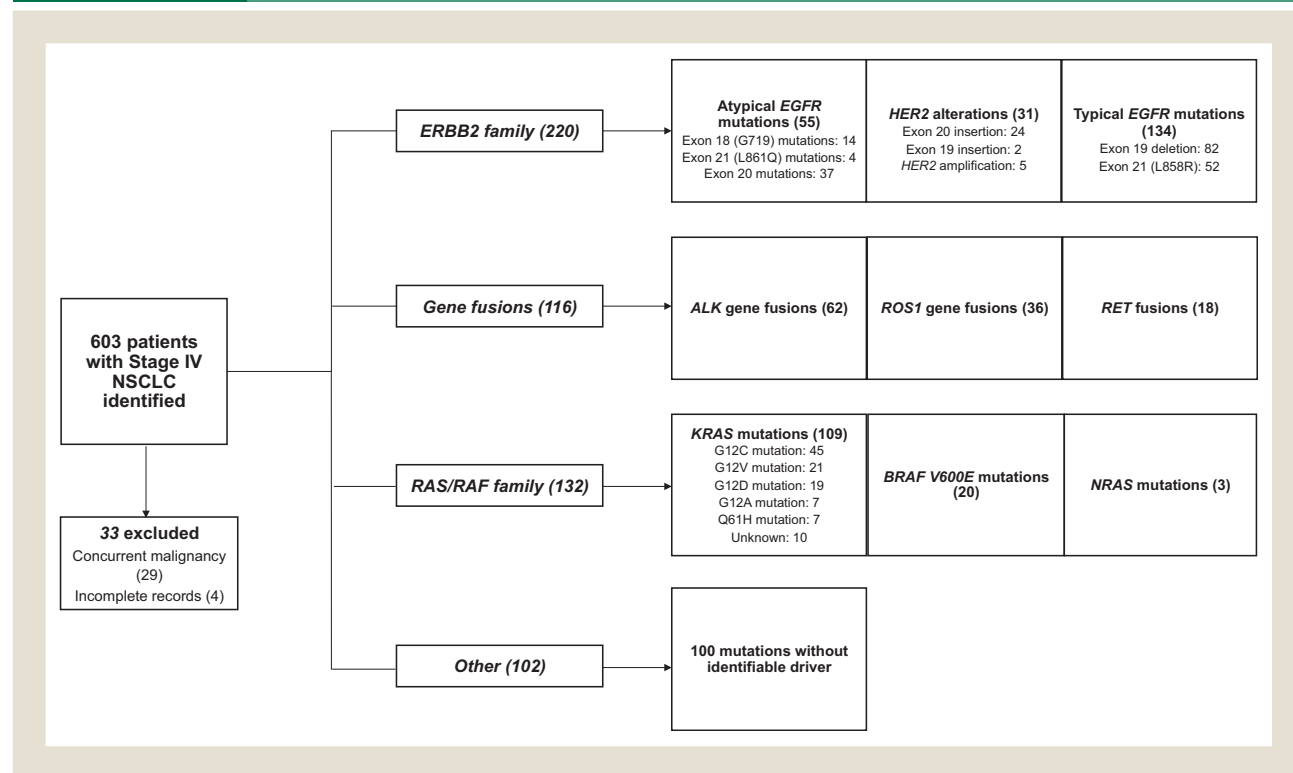 603 patients
with Stage IV
NSCLC
identified
33 excluded
Concurrent malignancy
(29)
Incomplete records (4)
ERBB2 family (220)
Atypical EGFR
mutations (55)
Exon 18 (G719) mutations: 14
Exon 21 (L861Q) mutations: 4
Exon 20 mutations: 37
HER2 alterations (31)
Exon 20 insertion: 24
Exon 19 insertion: 2
HER2 amplification: 5
Typical EGFR mutations
(134)
Exon 19 deletion: 82
Exon 21 (L858R): 52
Gene fusions (116)
ALK gene fusions (62)
ROS1 gene fusions (36)
RET fusions (18)
RAS/RAF family (132)
KRAS mutations (109)
G12C mutation: 45
G12V mutation: 21
G12D mutation: 19
G12A mutation: 7
Q61H mutation: 7
Unknown: 10
BRAF V600E mutations
(20)
NRAS mutations (3)
Other (102)
100 mutations without
identifiable driver